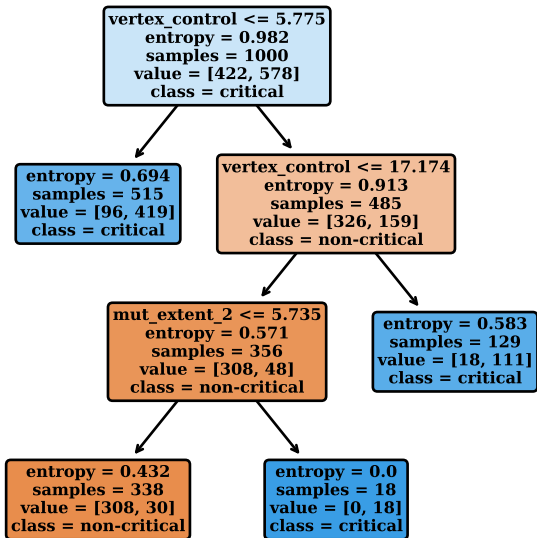 vertex_control <= 5.775
entropy = 0.982
samples = 1000
value = [422, 578]
class = critical
entropy = 0.694
samples = 515
value = [96, 419]
class = critical
vertex_control <= 17.174
entropy = 0.913
samples = 485
value = [326, 159]
class = non-critical
mut_extent_2 <= 5.735
entropy = 0.571
samples = 356
value = [308, 48]
class = non-critical
entropy = 0.583
samples = 129
value = [18, 111]
class = critical
entropy = 0.432
samples = 338
value = [308, 30]
class = non-critical
entropy = 0.0
samples = 18
value = [0, 18]
class = critical